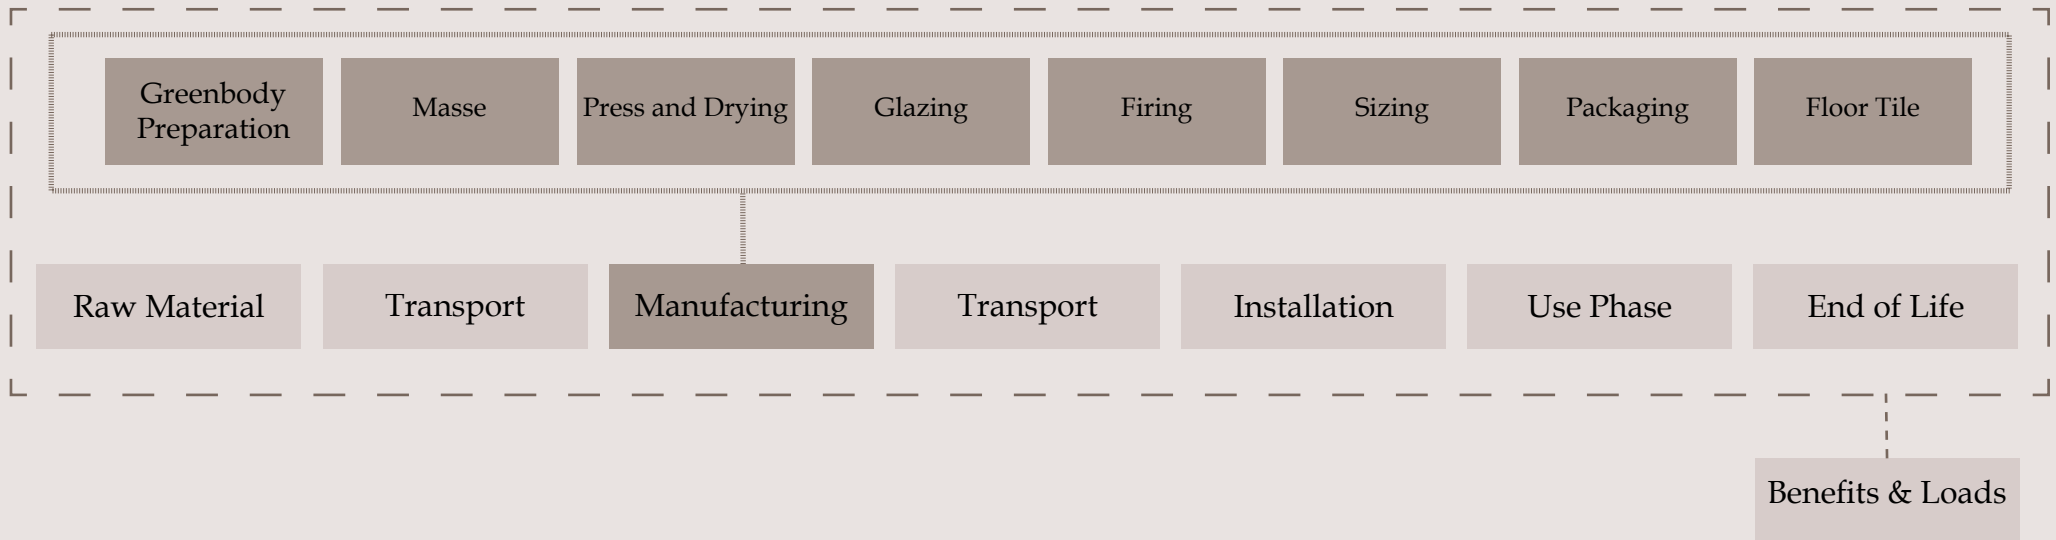 Greenbody
Preparation
Masse
Press and Drying
Glazing
Firing
Sizing
Packaging
Floor Tile
Raw Material
Transport
Manufacturing
Transport
Installation
Use Phase
End of Life
Benefits & Loads